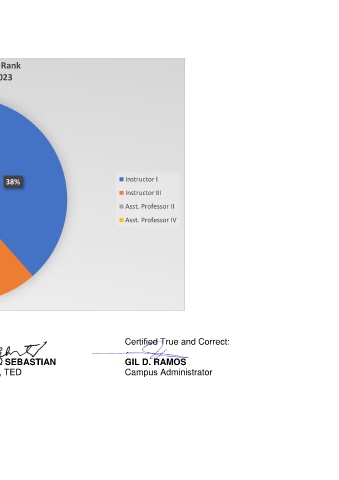 Rank
023
38%
Instructor I
Instructor III
Asst. Professor II
Asst. Professor IV
Certified True and Correct:
SEBASTIAN
GIL D. RAMOS
, TED
Campus Administrator